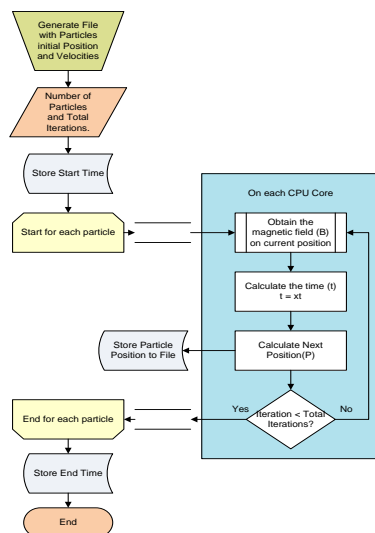 Generate File
with Particles
initial Position
and Velocities
Number of
Particles
and Total
Iterations.
Store Start Time
On each CPU Core
Start for each particle
Obtain the
magnetic field (B)
on current position
Calculate the time (t)
t = xt
Store Particle
Position to File
Calculate Next
Position(P)
Yes
Iteration < Total
Iterations?
No
End for each particle
Store End Time
End